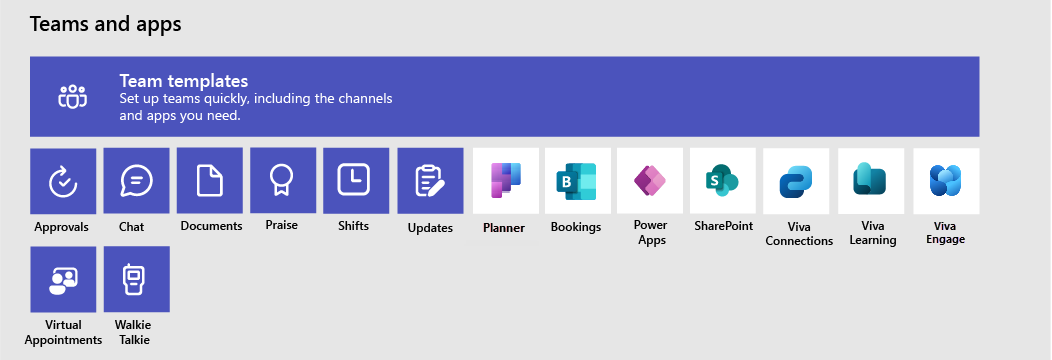 Teams and apps
Team templates
Set up teams quickly, including the channels
and apps you need.
Approvals
Chat
Documents
Praise
Shifts
Updates
Planner
B
Bookings
Power
Apps
S
SharePoint
Viva
Connections
Viva
Learning
Viva
Engage
Virtual
Appointments
Walkie
Talkie